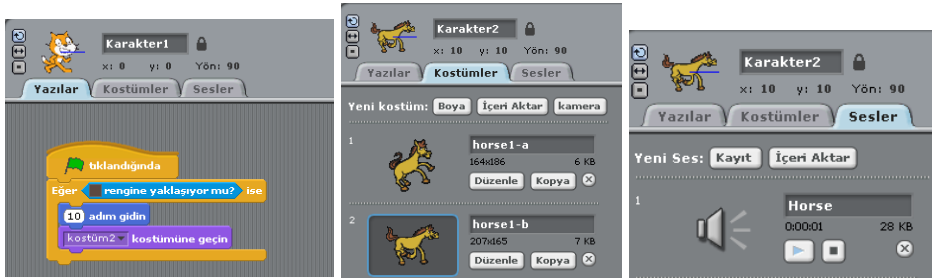 Karakter1
x: 0 y: 0 Yön: 90
Yazılar Kostümler Sesler
tıklandığında
Eğer rengine yaklaşıyor mu? ise
10 adım gidin
kostüm2 kostümüne geçin
Karakter2
x: 10 y: 10 Yön: 90
Yazılar Kostümler Sesler
Yeni kostüm: Boya İçeri Aktar kamera
1
horse1-a
164x186 6 KB
Düzenle Kopya
2
horse1-b
207x165 7 KB
Düzenle Kopya
Karakter2
x: 10 y: 10 Yön: 90
Yazılar Kostümler Sesler
Yeni Ses: Kayıt İçeri Aktar
1
Horse
0:00:01 28 KB